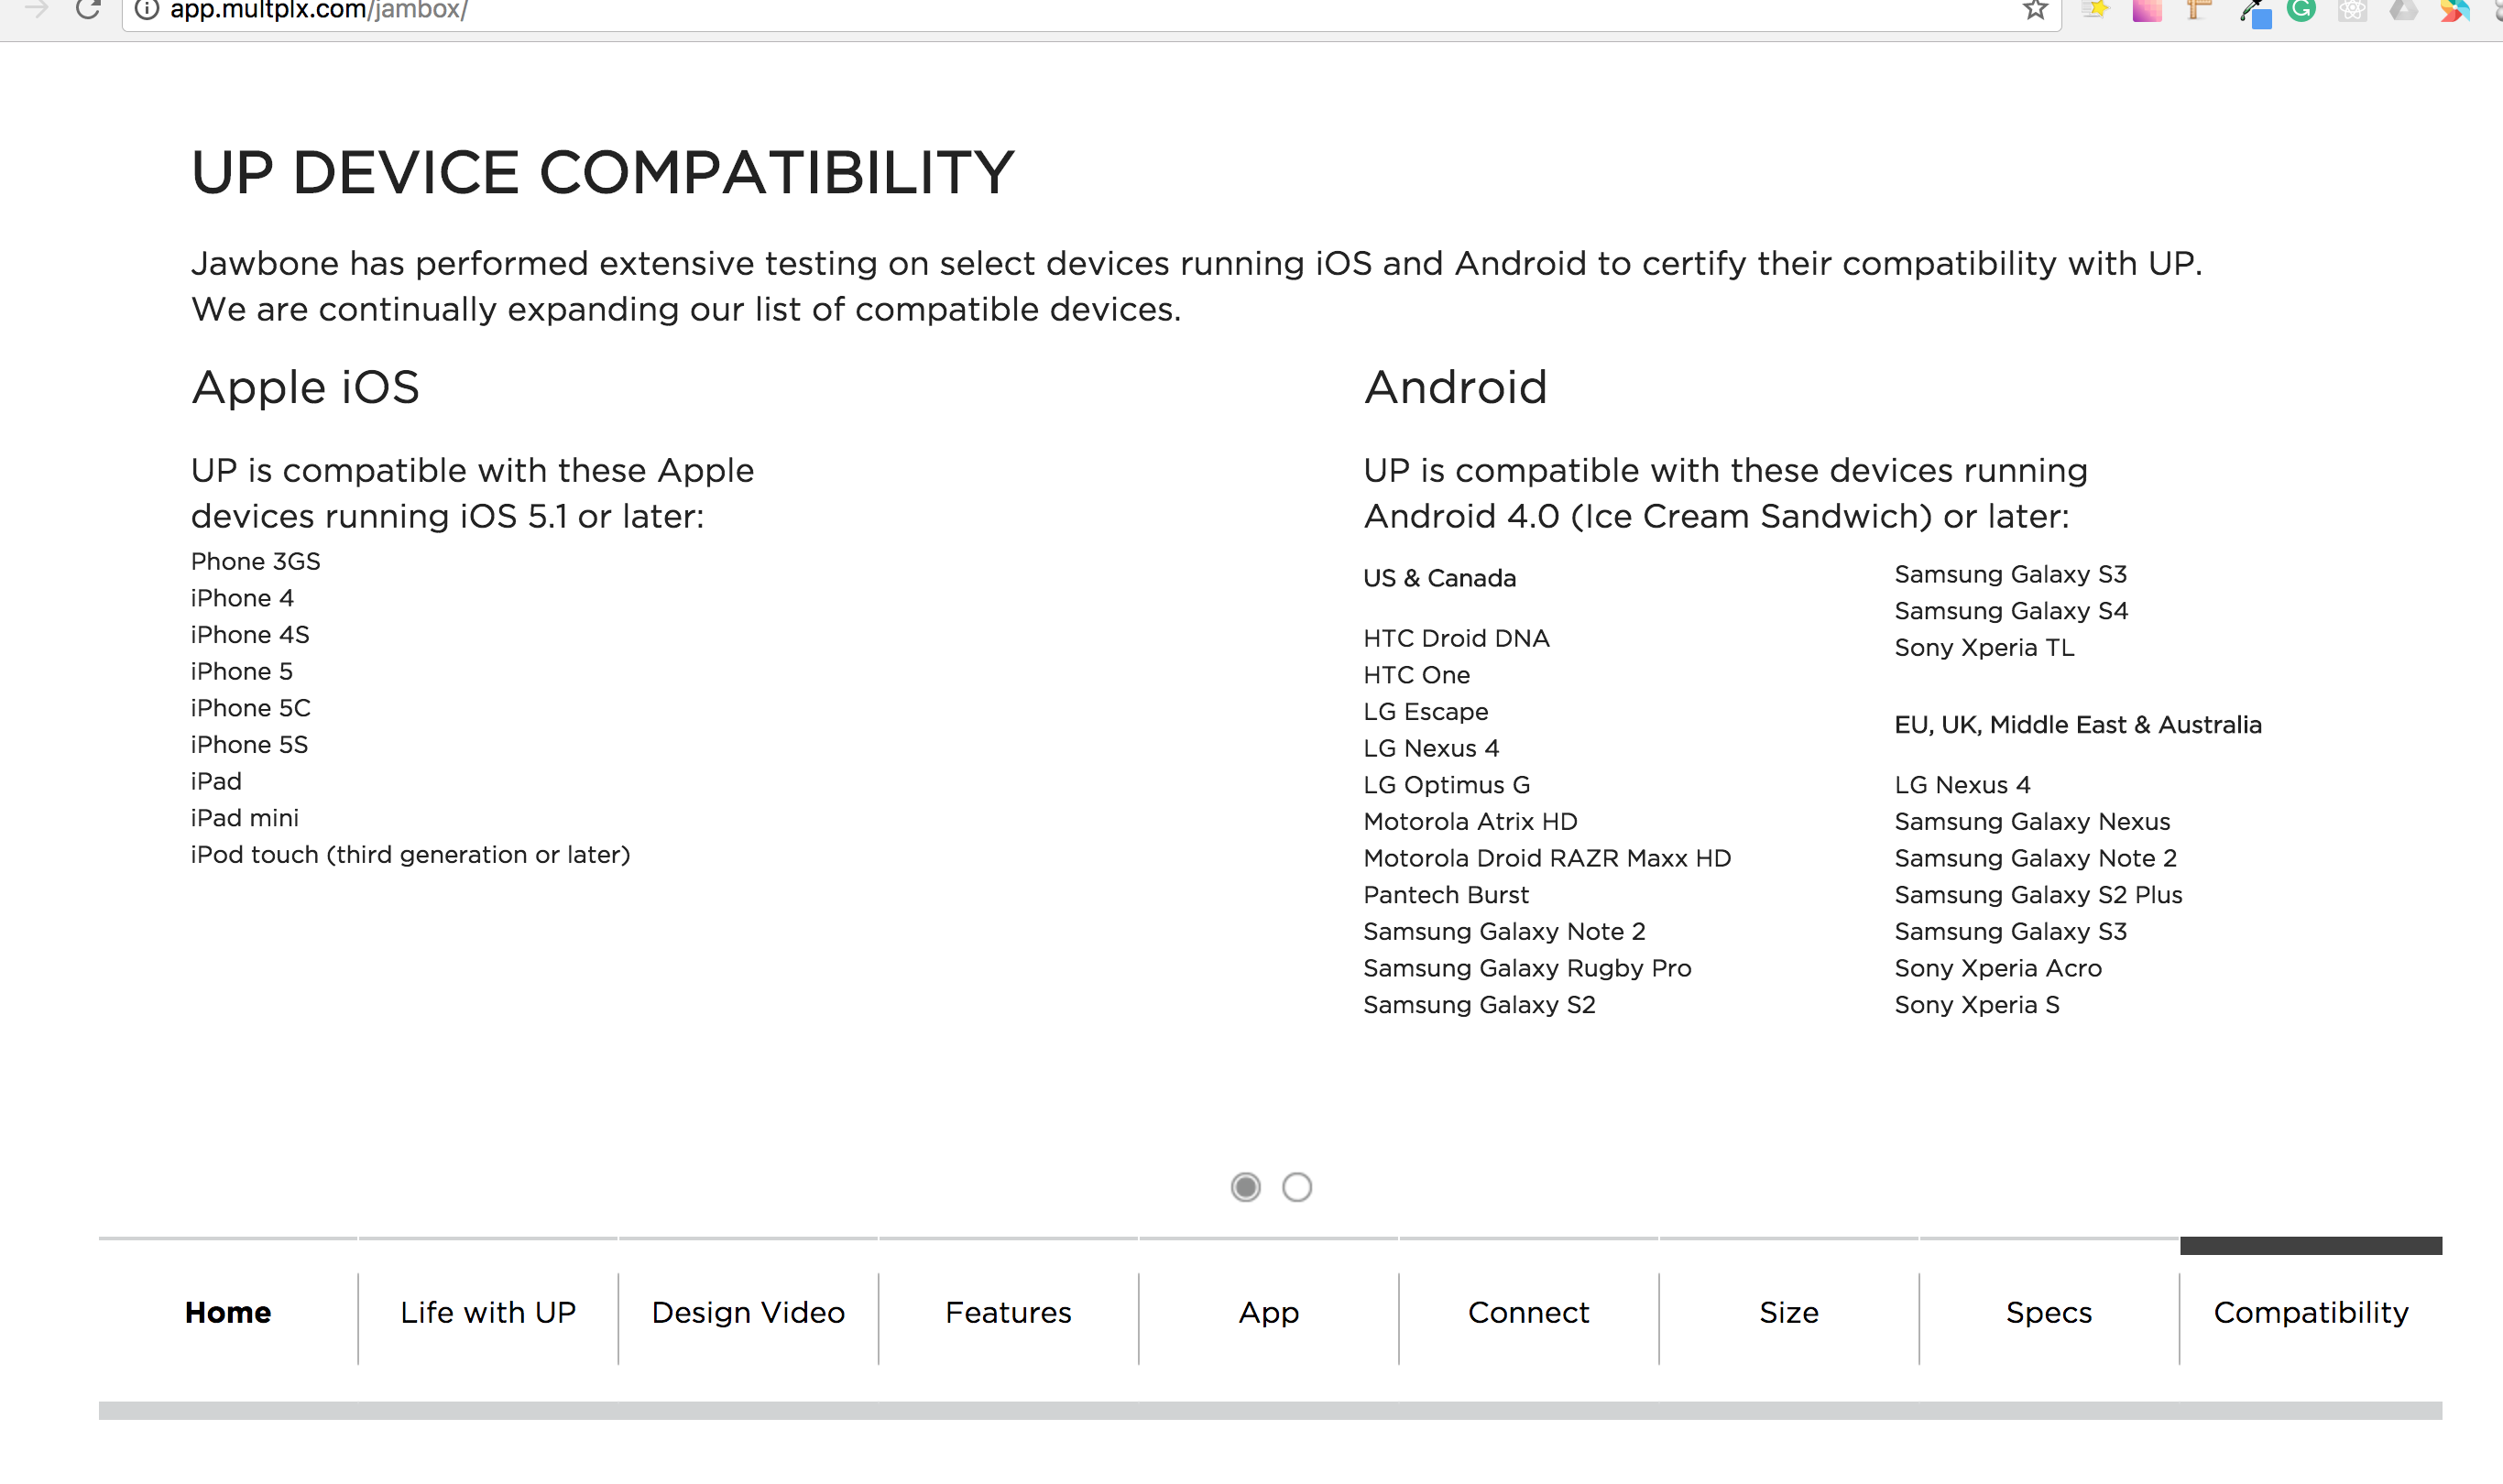 app.multplx.com/jambox/
UP DEVICE COMPATIBILITY
Jawbone has performed extensive testing on select devices running iOS and Android to certify their compatibility with UP.
We are continually expanding our list of compatible devices.
Apple iOS
UP is compatible with these Apple
devices running iOS 5.1 or later:
Phone 3GS
iPhone 4
iPhone 4S
iPhone 5
iPhone 5C
iPhone 5S
iPad
iPad mini
iPod touch (third generation or later)
Android
UP is compatible with these devices running
Android 4.0 (Ice Cream Sandwich) or later:
US & Canada
HTC Droid DNA
HTC One
LG Escape
LG Nexus 4
LG Optimus G
Motorola Atrix HD
Motorola Droid RAZR Maxx HD
Pantech Burst
Samsung Galaxy Note 2
Samsung Galaxy Rugby Pro
Samsung Galaxy S2
Samsung Galaxy S3
Samsung Galaxy S4
Sony Xperia TL
EU, UK, Middle East & Australia
LG Nexus 4
Samsung Galaxy Nexus
Samsung Galaxy Note 2
Samsung Galaxy S2 Plus
Samsung Galaxy S3
Sony Xperia Acro
Sony Xperia S
Home
Life with UP
Design Video
Features
App
Connect
Size
Specs
Compatibility